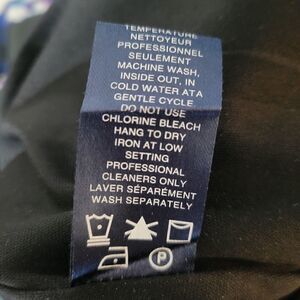 TEMPERATURE
NETTOYEUR
PROFESSIONNEL
SEULEMENT
MACHINE WASH,
INSIDE OUT, IN
COLD WATER AT A
GENTLE CYCLE
DO NOT USE
CHLORINE BLEACH
HANG TO DRY
IRON AT LOW
SETTING
PROFESSIONAL
CLEANERS ONLY
LAVER SÉPARÉMENT
WASH SEPARATELY
P